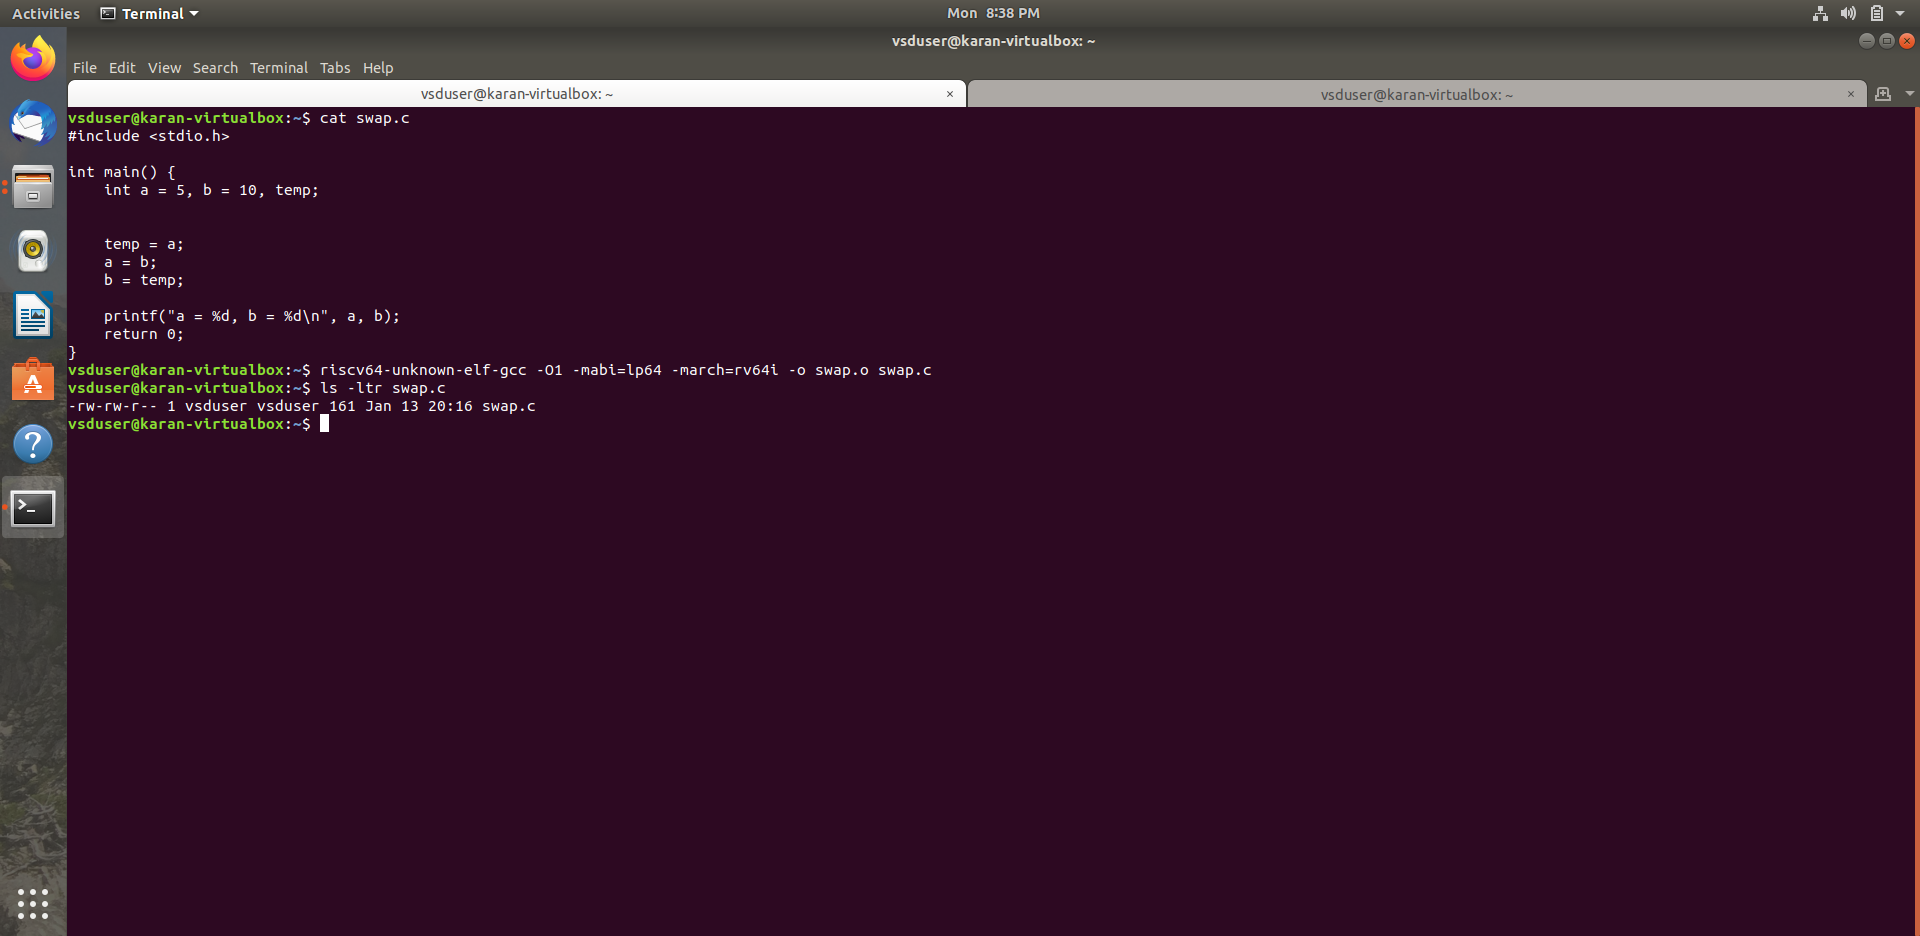 Activities Terminal Mon 8:38 PM
vsduser@karan-virtualbox: ~
File Edit View Search Terminal Tabs Help
vsduser@karan-virtualbox: ~ × vsduser@karan-virtualbox: ~ ×
vsduser@karan-virtualbox:~$ cat swap.c
#include <stdio.h>
int main() {
    int a = 5, b = 10, temp;
    temp = a;
    a = b;
    b = temp;
    printf("a = %d, b = %d\n", a, b);
    return 0;
}
vsduser@karan-virtualbox:~$ riscv64-unknown-elf-gcc -O1 -mabi=lp64 -march=rv64i -o swap.o swap.c
vsduser@karan-virtualbox:~$ ls -ltr swap.c
-rw-rw-r-- 1 vsduser vsduser 161 Jan 13 20:16 swap.c
vsduser@karan-virtualbox:~$